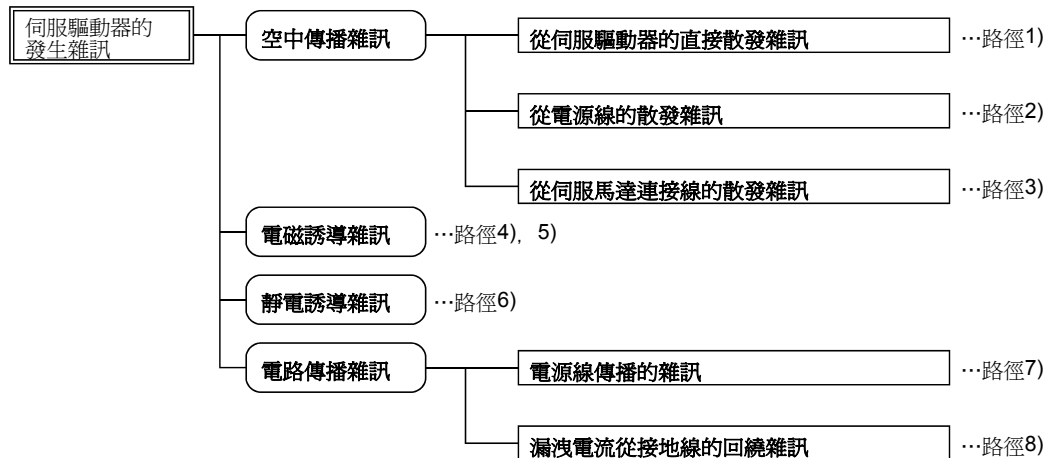 伺服驅動器的
發生雜訊
空中傳播雜訊
從伺服驅動器的直接散發雜訊
…路徑1)
從電源線的散發雜訊
…路徑2)
從伺服馬達連接線的散發雜訊
…路徑3)
電磁誘導雜訊
…路徑4), 5)
靜電誘導雜訊
…路徑6)
電路傳播雜訊
電源線傳播的雜訊
…路徑7)
漏洩電流從接地線的回繞雜訊
…路徑8)